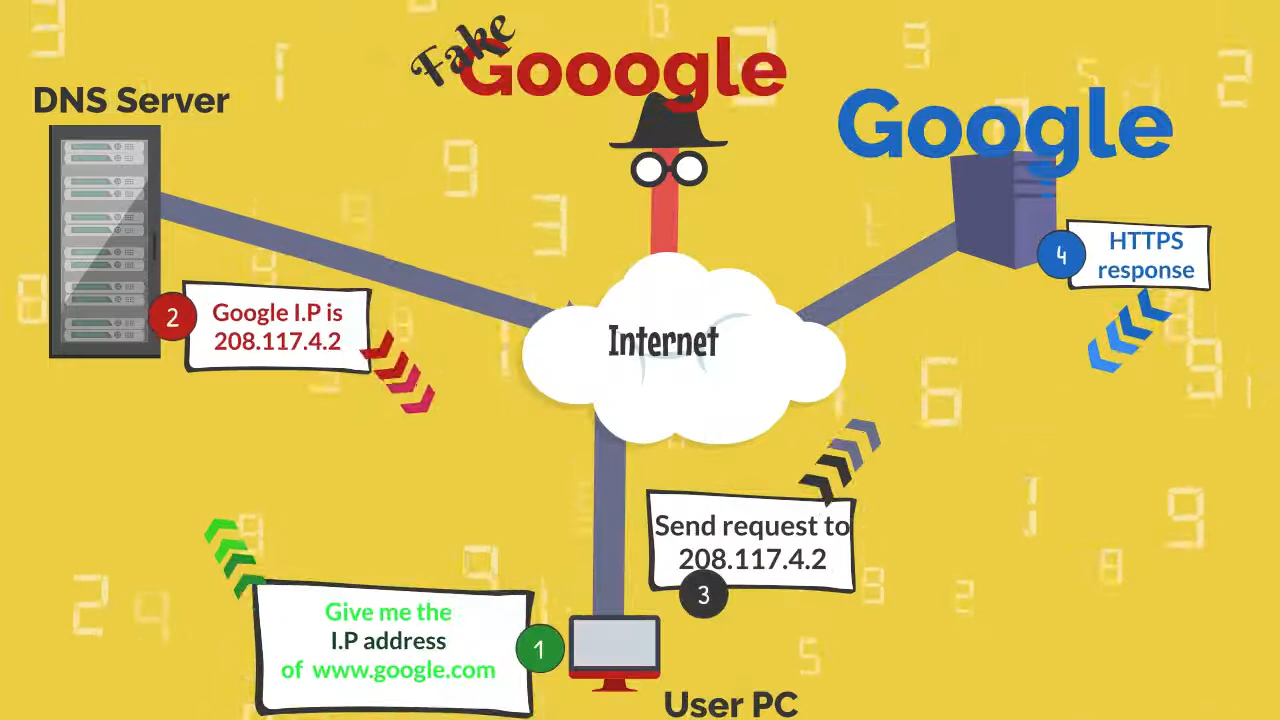 Fake
Gooogle
Google
DNS Server
4
HTTPS
response
2
Google I.P is
208.117.4.2
Internet
Send request to
208.117.4.2
3
Give me the
I.P address
of www.google.com
1
User PC